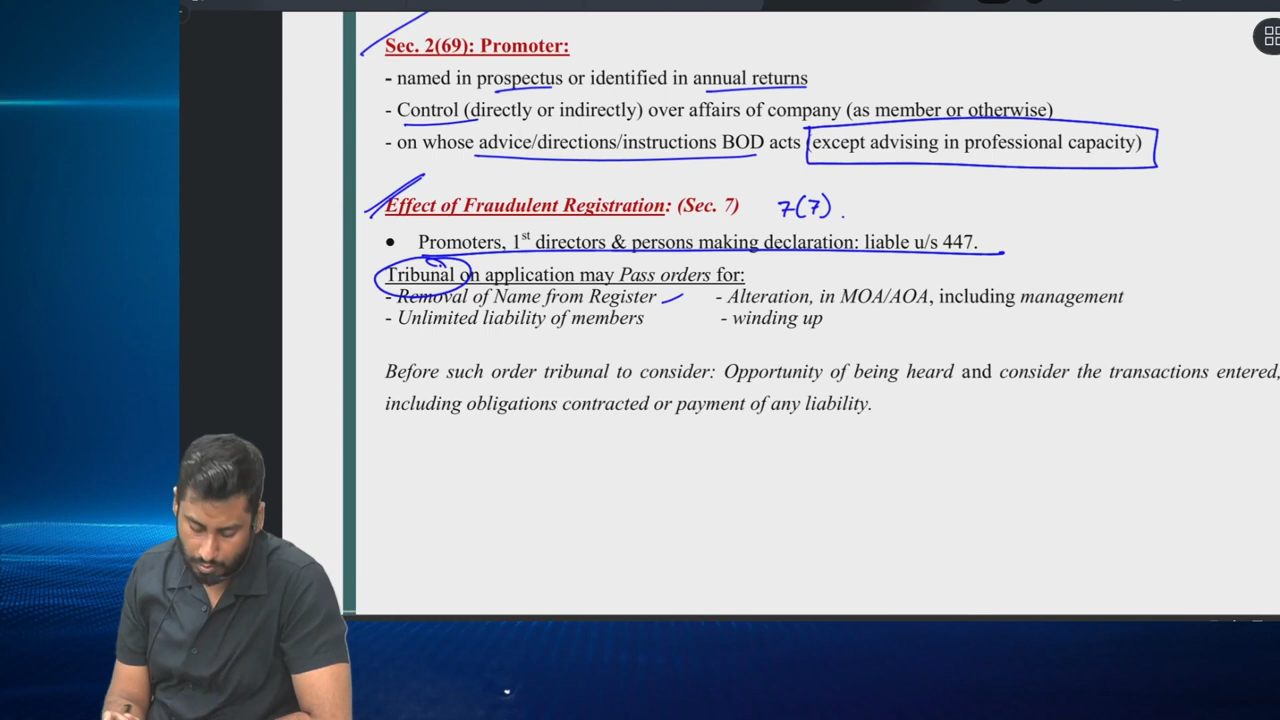 Sec. 2(69): Promoter:
- named in prospectus or identified in annual returns
- Control (directly or indirectly) over affairs of company (as member or otherwise)
- on whose advice/directions/instructions BOD acts (except advising in professional capacity)
Effect of Fraudulent Registration: (Sec. 7) 7(7).
• Promoters, 1st directors & persons making declaration: liable u/s 447.
Tribunal on application may Pass orders for:
- Removal of Name from Register - Alteration, in MOA/AOA, including management
- Unlimited liability of members - winding up
Before such order tribunal to consider: Opportunity of being heard and consider the transactions entered,
including obligations contracted or payment of any liability.